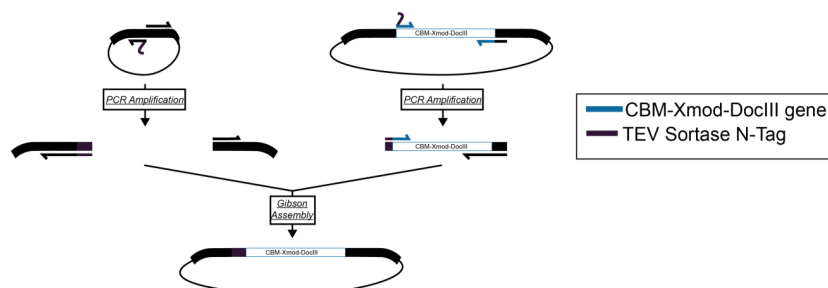 CBM-Xmod-DocIII
PCR Amplification
PCR Amplification
CBM-Xmod-DocIII gene
TEV Sortase N-Tag
CBM-Xmod-DocIII
Gibson
Assembly
CBM-Xmod-DocIII